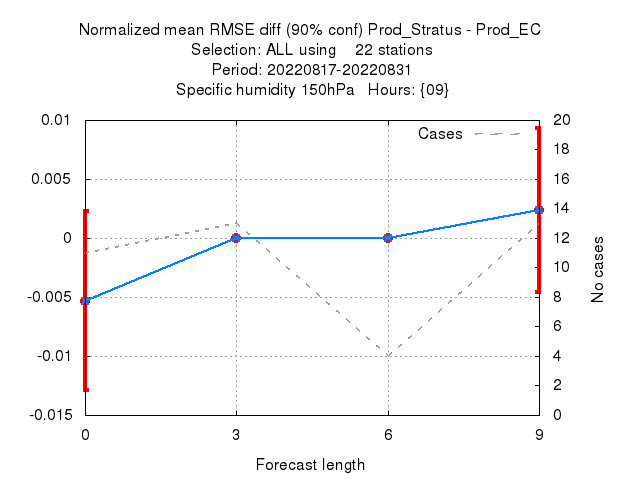 Normalized mean RMSE diff (90% conf) Prod_Stratus - Prod_EC
Selection: ALL using    22 stations
Period: 20220817-20220831
Specific humidity 150hPa   Hours: {09}
0.01
0.005
0
-0.005
-0.01
-0.015
Cases
20
18
16
14
12
10
8
6
4
2
0
No cases
0 3 6 9
Forecast length